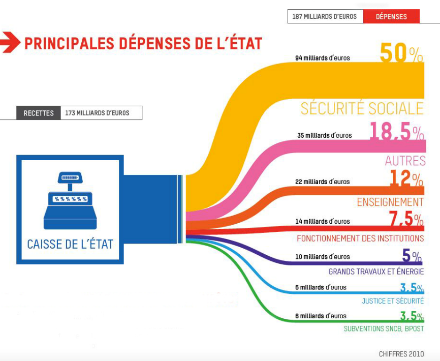 187 MILLIARDS D'EUROS DÉPENSES
PRINCIPALES DÉPENSES DE L'ÉTAT
94 milliards d'euros 50%
SÉCURITÉ SOCIALE
RECETTES 173 MILLIARDS D'EUROS
35 milliards d'euros 18,5%
AUTRES
22 milliards d'euros 12%
ENSEIGNEMENT
14 milliards d'euros 7,5%
FONCTIONNEMENT DES INSTITUTIONS
CAISSE DE L'ÉTAT
10 milliards d'euros 5%
GRANDS TRAVAUX ET ÉNERGIE
6 milliards d'euros 3,5%
JUSTICE ET SÉCURITÉ
6 milliards d'euros 3,5%
SUBVENTIONS SNCB, BPOST
CHIFFRES 2010